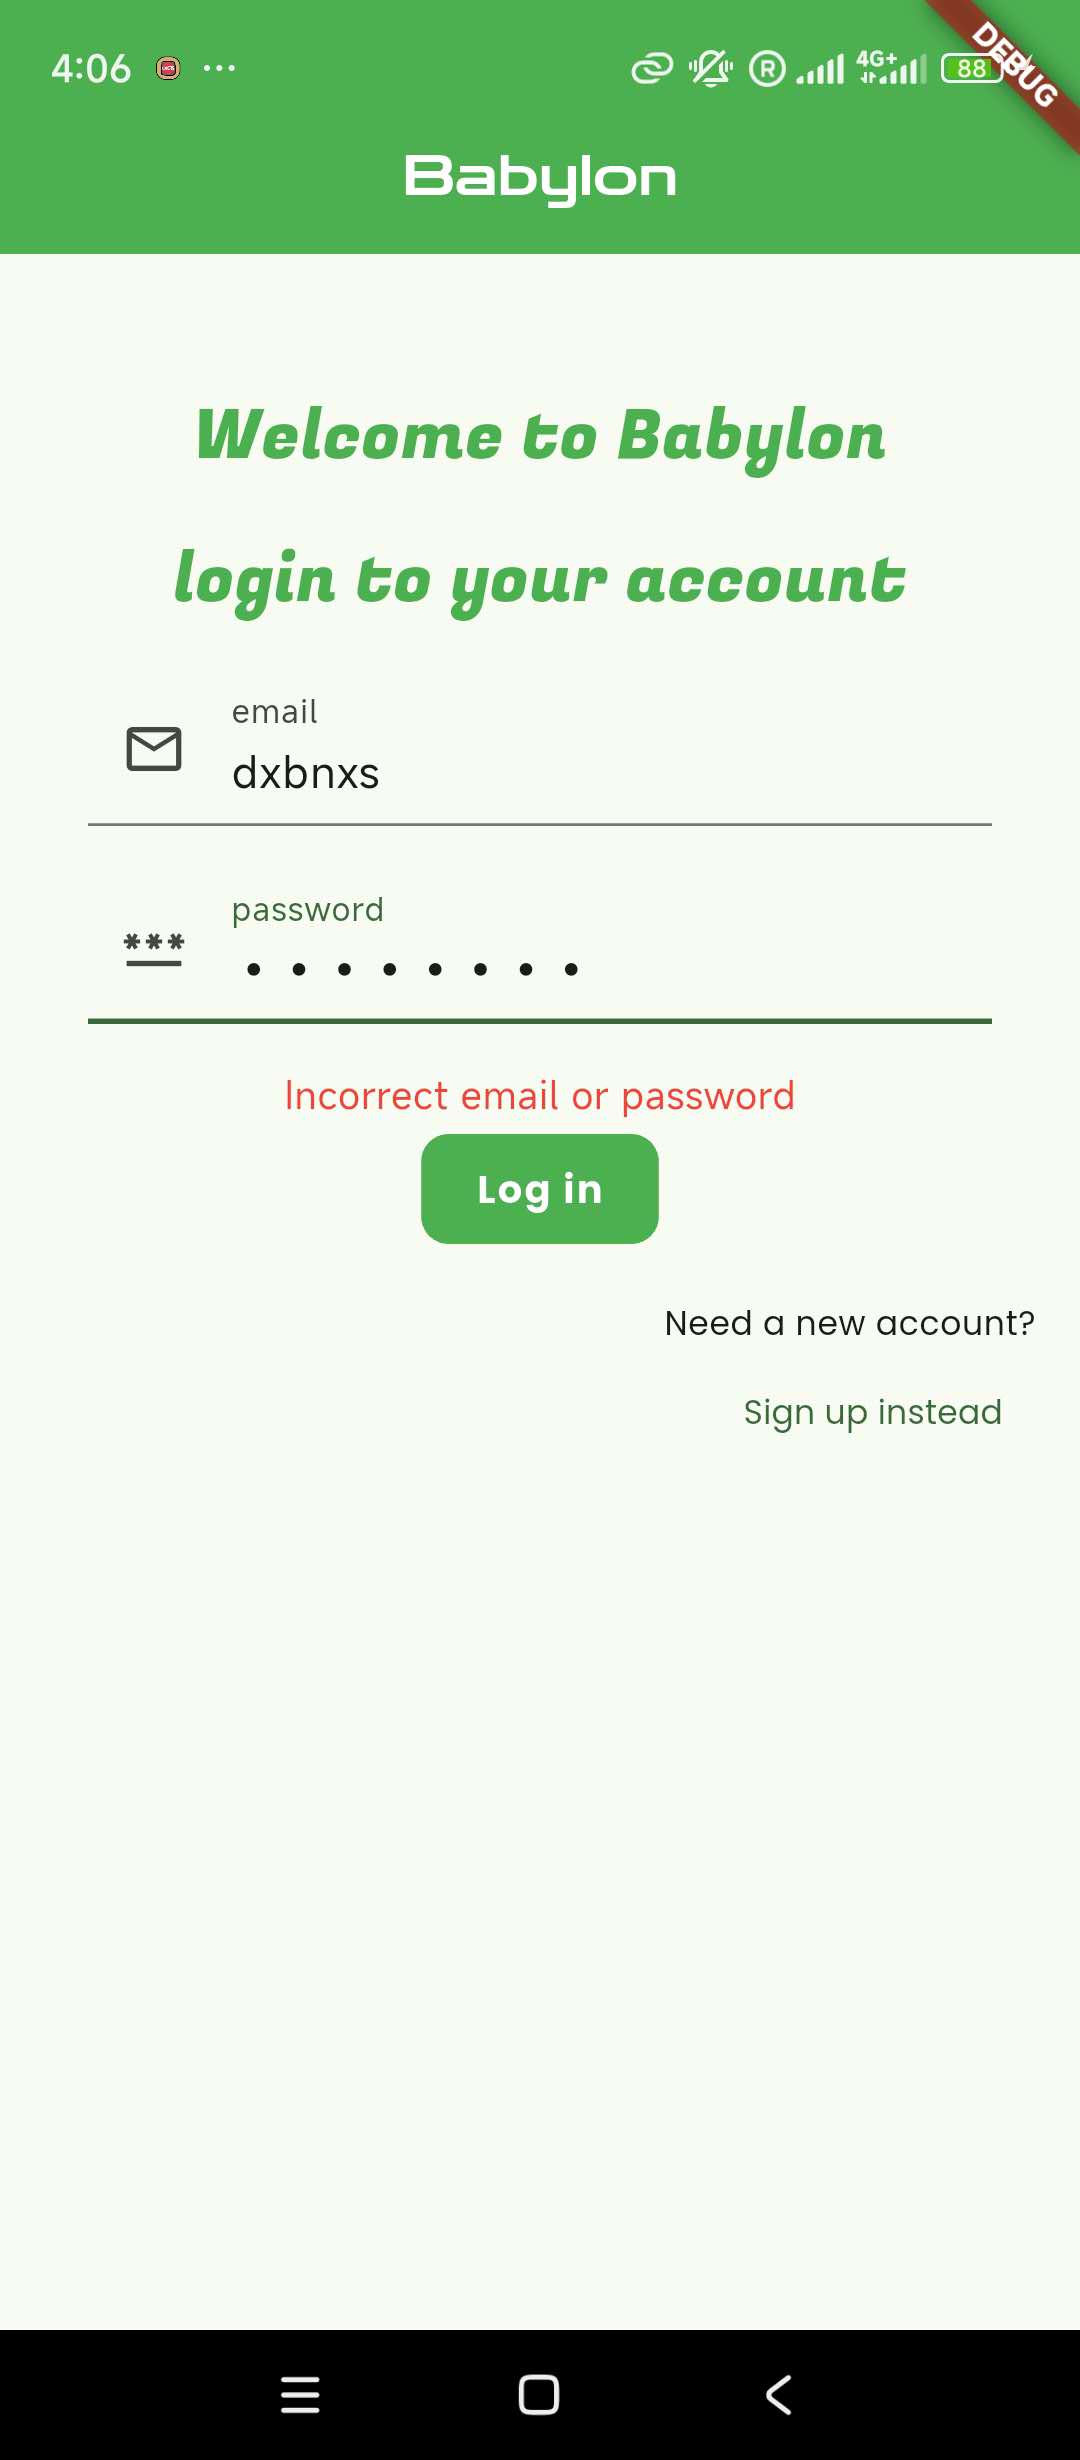 4:06
R
4G+
88
DEBUG
Babylon
Welcome to Babylon
login to your account
email
dxbnxs
***
password
••••••••
Incorrect email or password
Log in
Need a new account?
Sign up instead